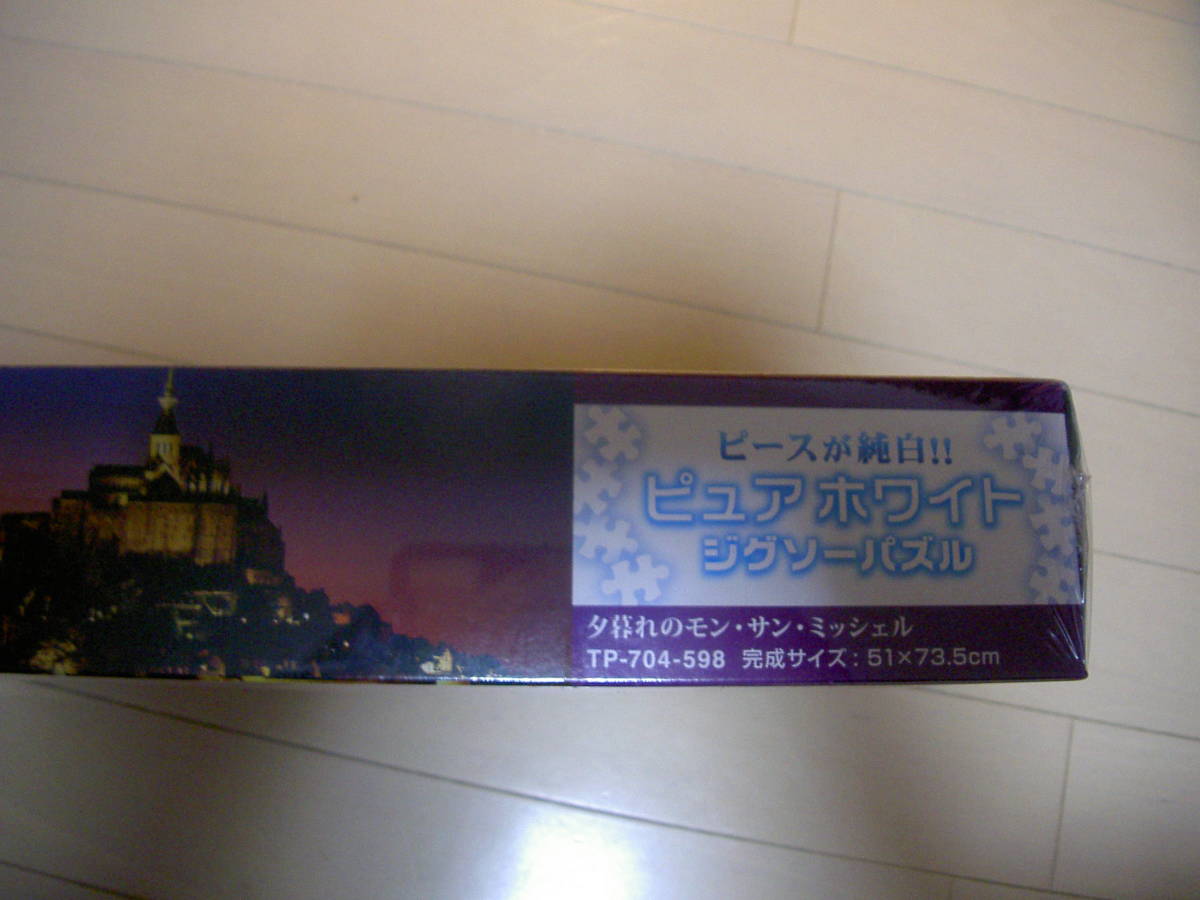 ピースが純白!!
ピュア ホワイト
ジグソーパズル
夕暮れのモン・サン・ミッシェル
TP-704-598 完成サイズ：51×73.5cm